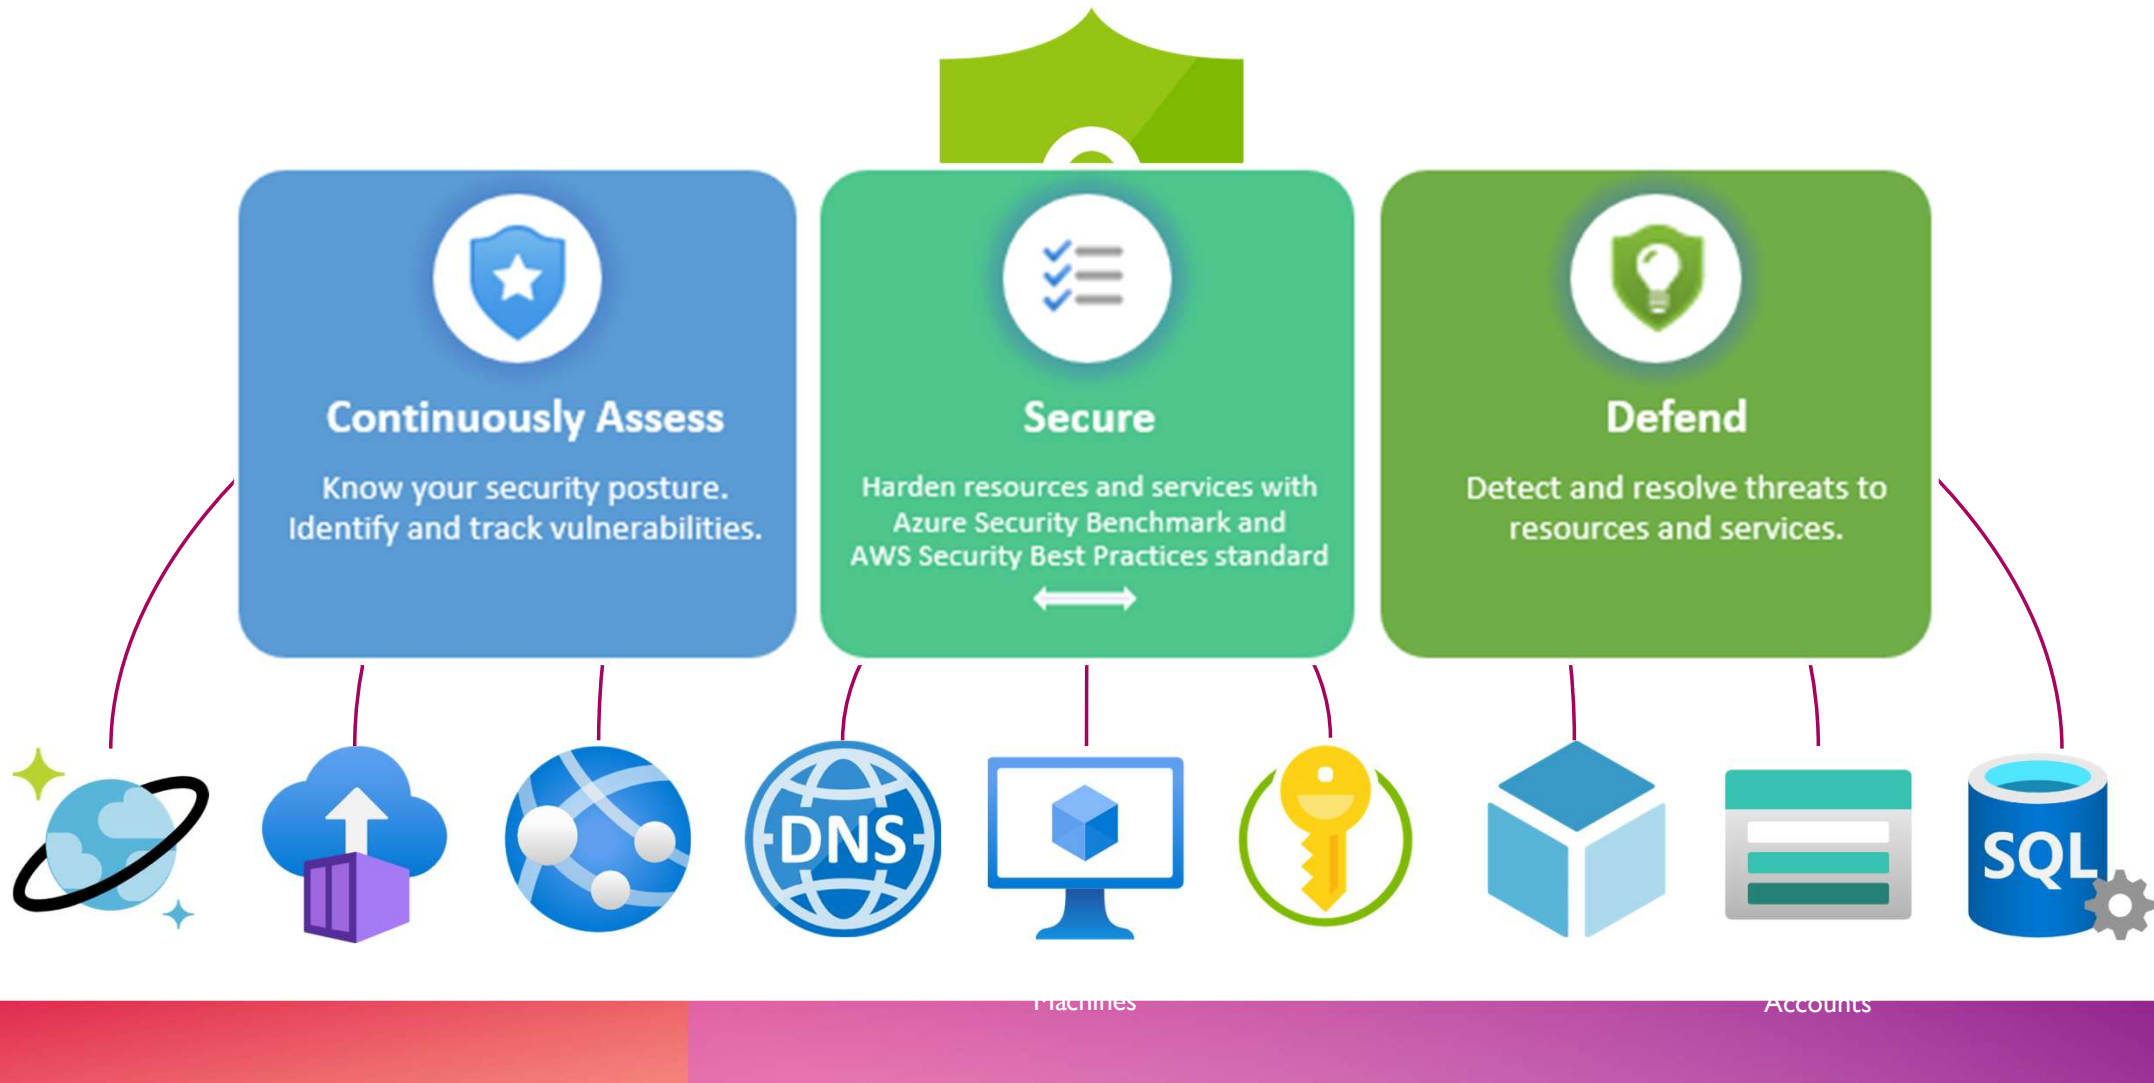 Continuously Assess
Know your security posture.
Identify and track vulnerabilities.
Secure
Harden resources and services with
Azure Security Benchmark and
AWS Security Best Practices standard
Defend
Detect and resolve threats to
resources and services.
DNS
SQL
Machines
Accounts